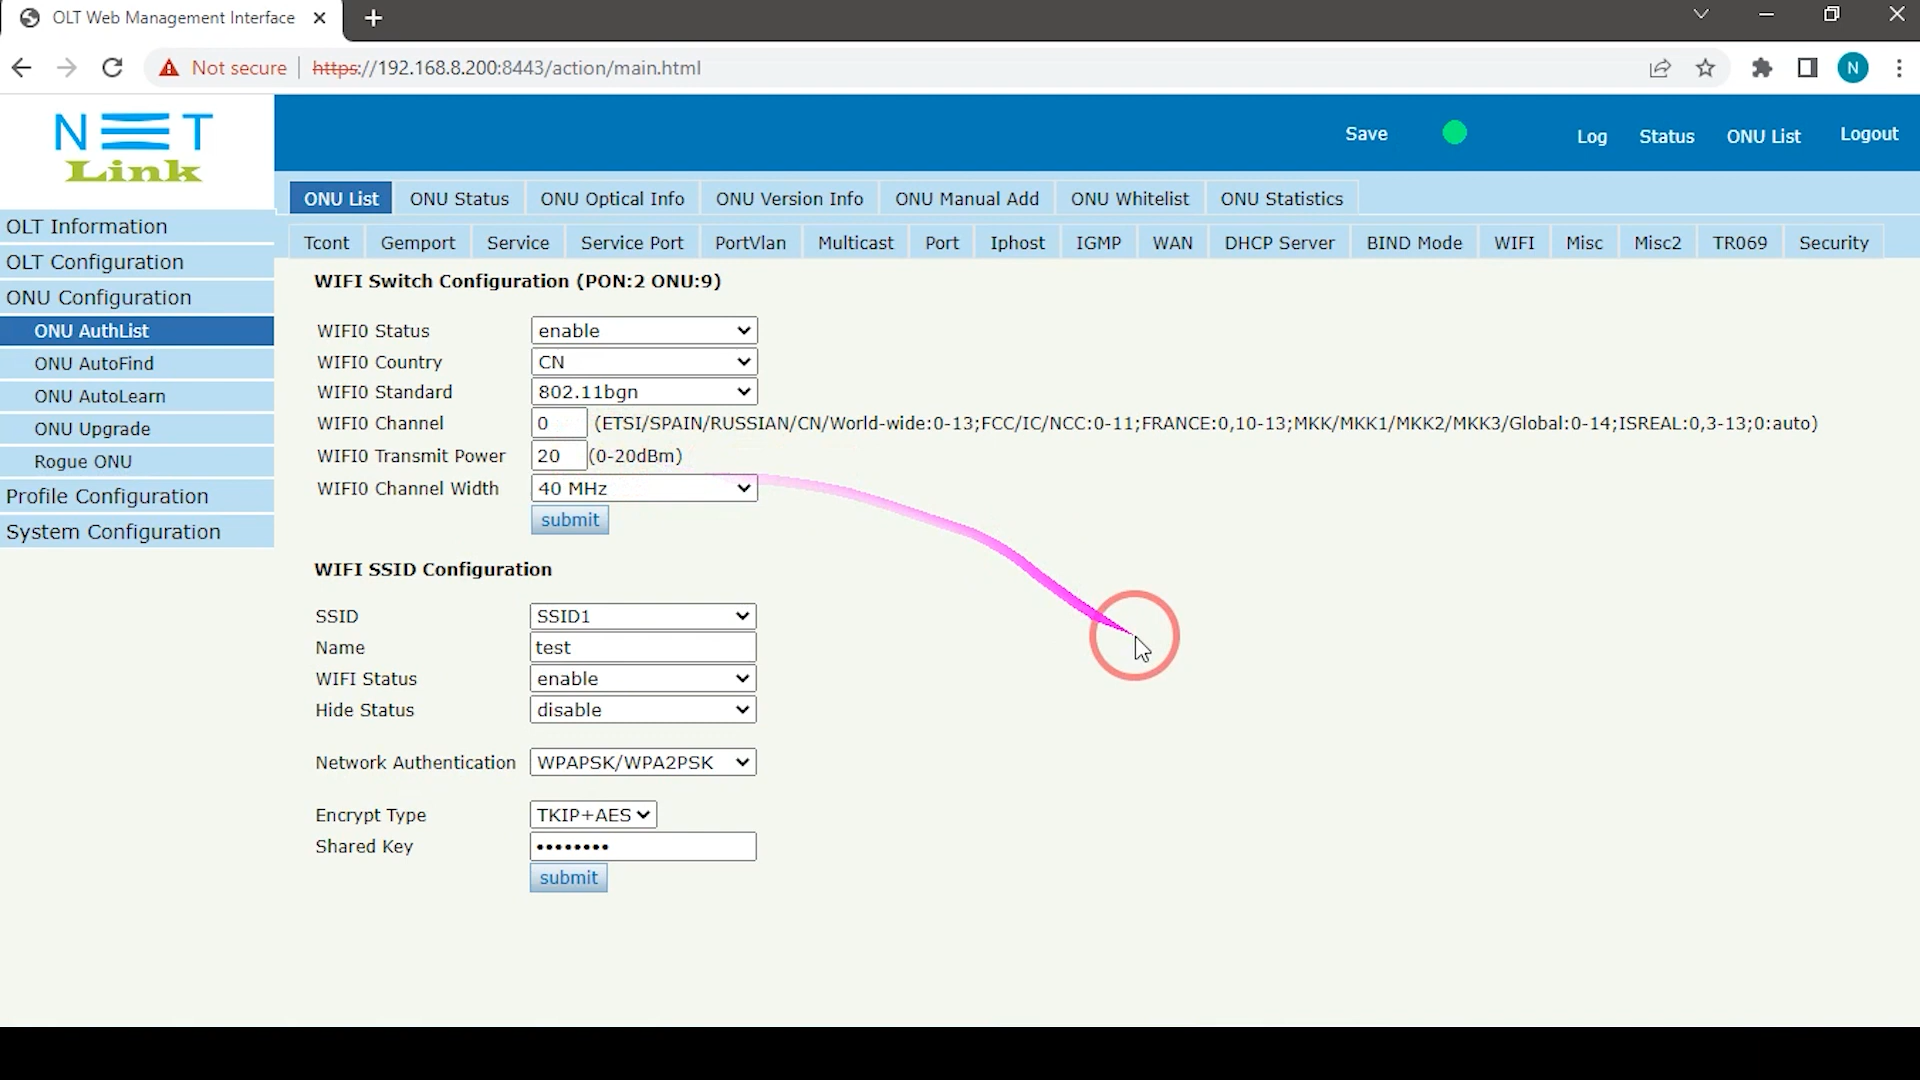 OLT Web Management Interface
Not secure https://192.168.8.200:8443/action/main.html N
NET
Link
Save Log Status ONU List Logout
ONU List ONU Status ONU Optical Info ONU Version Info ONU Manual Add ONU Whitelist ONU Statistics
Tcont Gemport Service Service Port PortVlan Multicast Port Iphost IGMP WAN DHCP Server BIND Mode WIFI Misc Misc2 TR069 Security
OLT Information
OLT Configuration
ONU Configuration
ONU AuthList
ONU AutoFind
ONU AutoLearn
ONU Upgrade
Rogue ONU
Profile Configuration
System Configuration
WIFI Switch Configuration (PON:2 ONU:9)
WIFI0 Status enable
WIFI0 Country CN
WIFI0 Standard 802.11bgn
WIFI0 Channel 0 (ETSI/SPAIN/RUSSIAN/CN/World-wide:0-13;FCC/IC/NCC:0-11;FRANCE:0,10-13;MKK/MKK1/MKK2/MKK3/Global:0-14;ISREAL:0,3-13;0:auto)
WIFI0 Transmit Power 20 (0-20dBm)
WIFI0 Channel Width 40 MHz
submit
WIFI SSID Configuration
SSID SSID1
Name test
WIFI Status enable
Hide Status disable
Network Authentication WPAPSK/WPA2PSK
Encrypt Type TKIP+AES
Shared Key ••••••••
submit